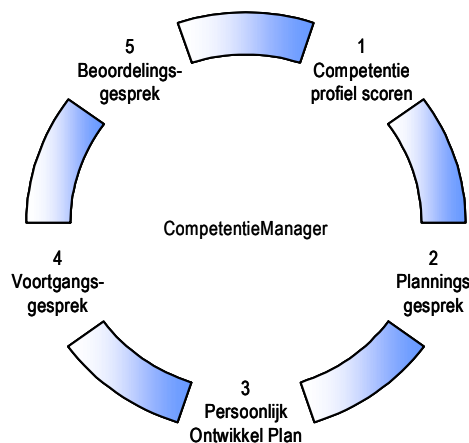 1
Competentie
profiel scoren
2
Plannings
gesprek
3
Persoonlijk
Ontwikkel Plan
4
Voortgangs-
gesprek
5
Beoordelings-
gesprek
CompetentieManager